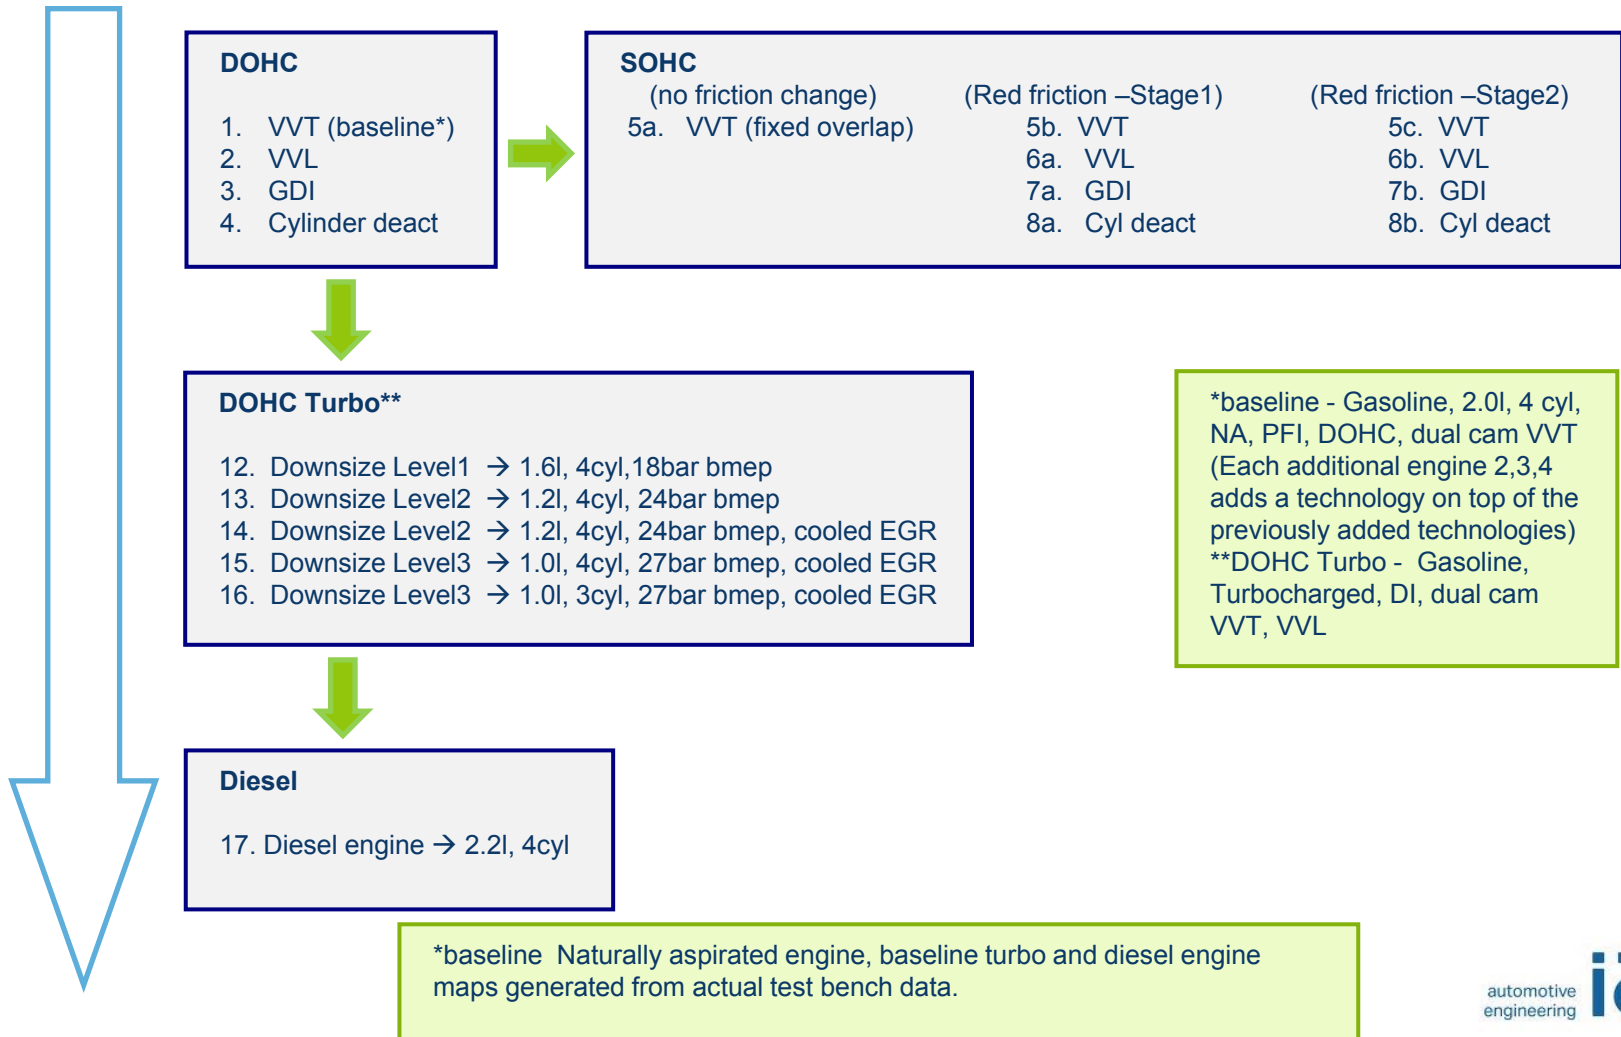 DOHC
1. VVT (baseline*)
2. VVL
3. GDI
4. Cylinder deact
SOHC
(no friction change) (Red friction –Stage1) (Red friction –Stage2)
5a. VVT (fixed overlap) 5b. VVT 5c. VVT
6a. VVL 6b. VVL
7a. GDI 7b. GDI
8a. Cyl deact 8b. Cyl deact
DOHC Turbo**
12. Downsize Level1 → 1.6l, 4cyl,18bar bmep
13. Downsize Level2 → 1.2l, 4cyl, 24bar bmep
14. Downsize Level2 → 1.2l, 4cyl, 24bar bmep, cooled EGR
15. Downsize Level3 → 1.0l, 4cyl, 27bar bmep, cooled EGR
16. Downsize Level3 → 1.0l, 3cyl, 27bar bmep, cooled EGR
*baseline - Gasoline, 2.0l, 4 cyl,
NA, PFI, DOHC, dual cam VVT
(Each additional engine 2,3,4
adds a technology on top of the
previously added technologies)
**DOHC Turbo - Gasoline,
Turbocharged, DI, dual cam
VVT, VVL
Diesel
17. Diesel engine → 2.2l, 4cyl
*baseline Naturally aspirated engine, baseline turbo and diesel engine
maps generated from actual test bench data.
automotive
engineering